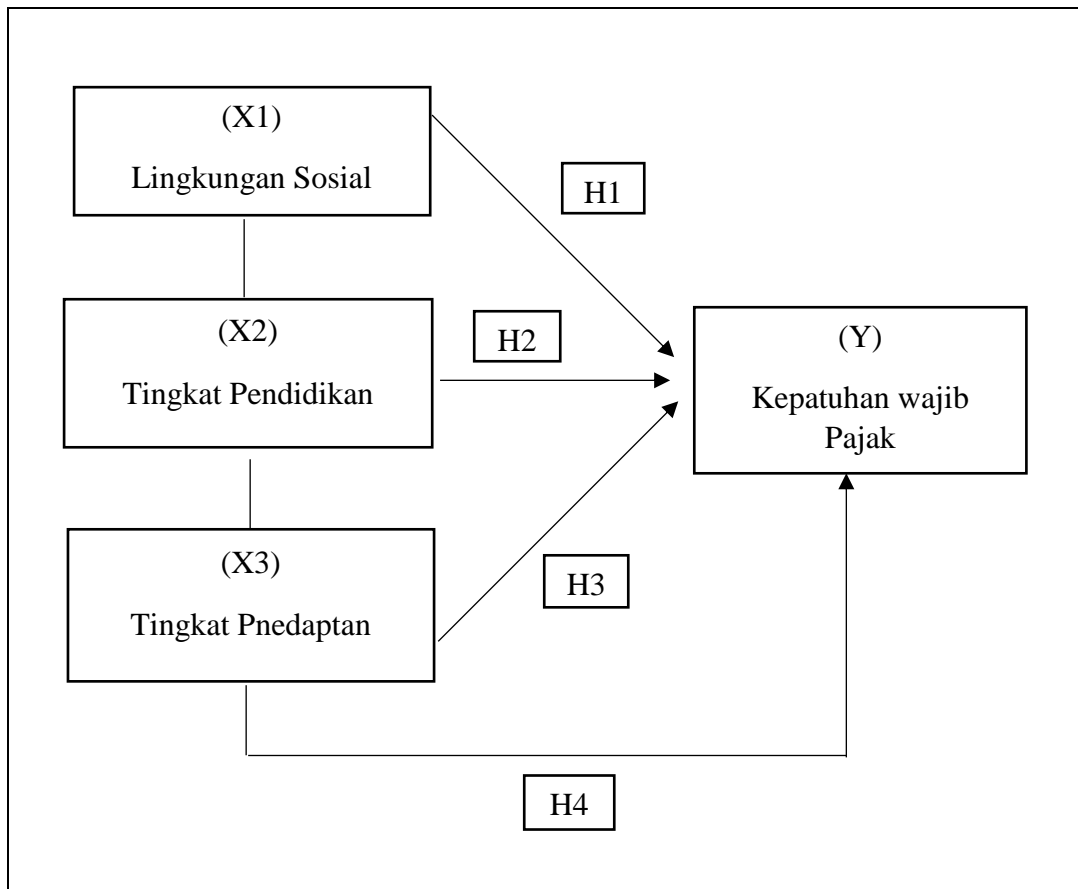 (X1)
Lingkungan Sosial
H1
(X2)
Tingkat Pendidikan
H2
(Y)
Kepatuhan wajib
Pajak
(X3)
Tingkat Pnedaptan
H3
H4